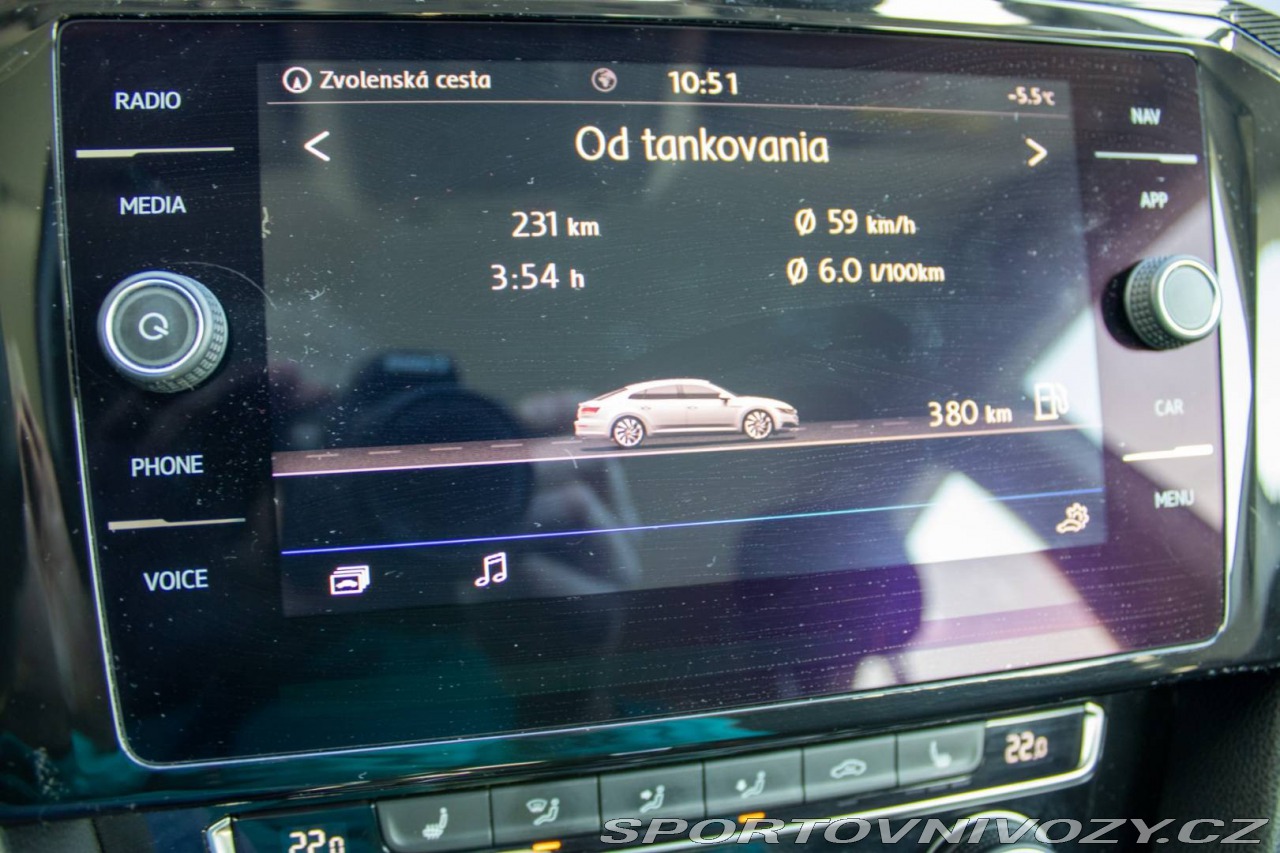 RADIO
MEDIA
PHONE
VOICE
Zvolenská cesta
10:51
-5.5°C
Od tankovania
231 km
Ø 59 km/h
3:54 h
Ø 6.0 l/100km
380 km
NAV
APP
CAR
MENU
22.0
22.0
SPORTOVNIVOZY.CZ